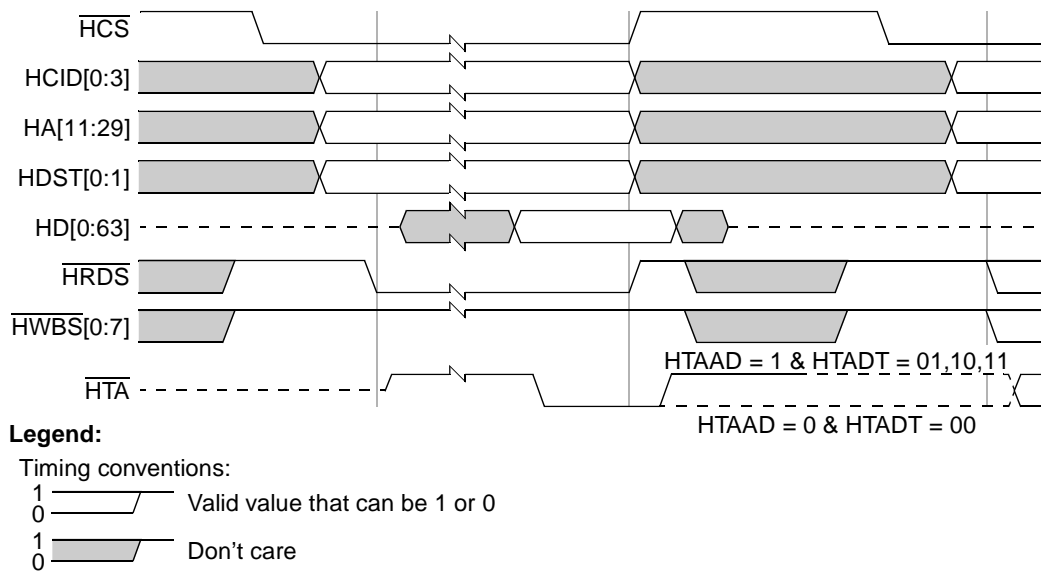 HCS
HCID[0:3]
HA[11:29]
HDST[0:1]
HD[0:63]
HRDS
HWBS[0:7]
HTAAD = 1 & HTADT = 01,10,11
HTA
HTAAD = 0 & HTADT = 00
Legend:
Timing conventions:
1
0
Valid value that can be 1 or 0
1
0
Don't care